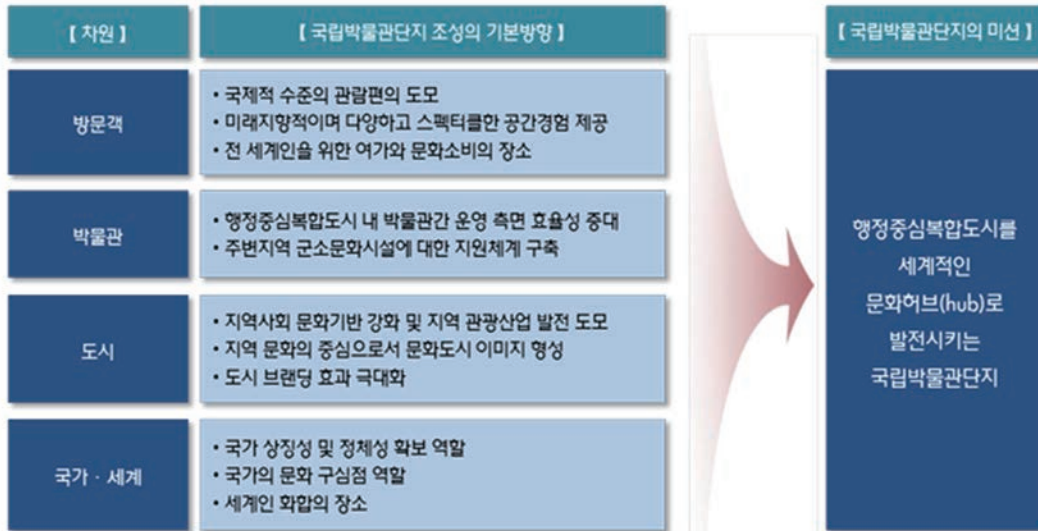 [ 차원 ]
[ 국립박물관단지 조성의 기본방향 ]
[ 국립박물관단지의 미션 ]
방문객
• 국제적 수준의 관람편의 도모
• 미래지향적이며 다양하고 스펙터클한 공간경험 제공
• 전 세계인을 위한 여가와 문화소비의 장소
박물관
• 행정중심복합도시 내 박물관간 운영 측면 효율성 증대
• 주변지역 군소문화시설에 대한 지원체계 구축
도시
• 지역사회 문화기반 강화 및 지역 관광산업 발전 도모
• 지역 문화의 중심으로서 문화도시 이미지 형성
• 도시 브랜딩 효과 극대화
국가 · 세계
• 국가 상징성 및 정체성 확보 역할
• 국가의 문화 구심점 역할
• 세계인 화합의 장소
행정중심복합도시를
세계적인
문화허브(hub)로
발전시키는
국립박물관단지